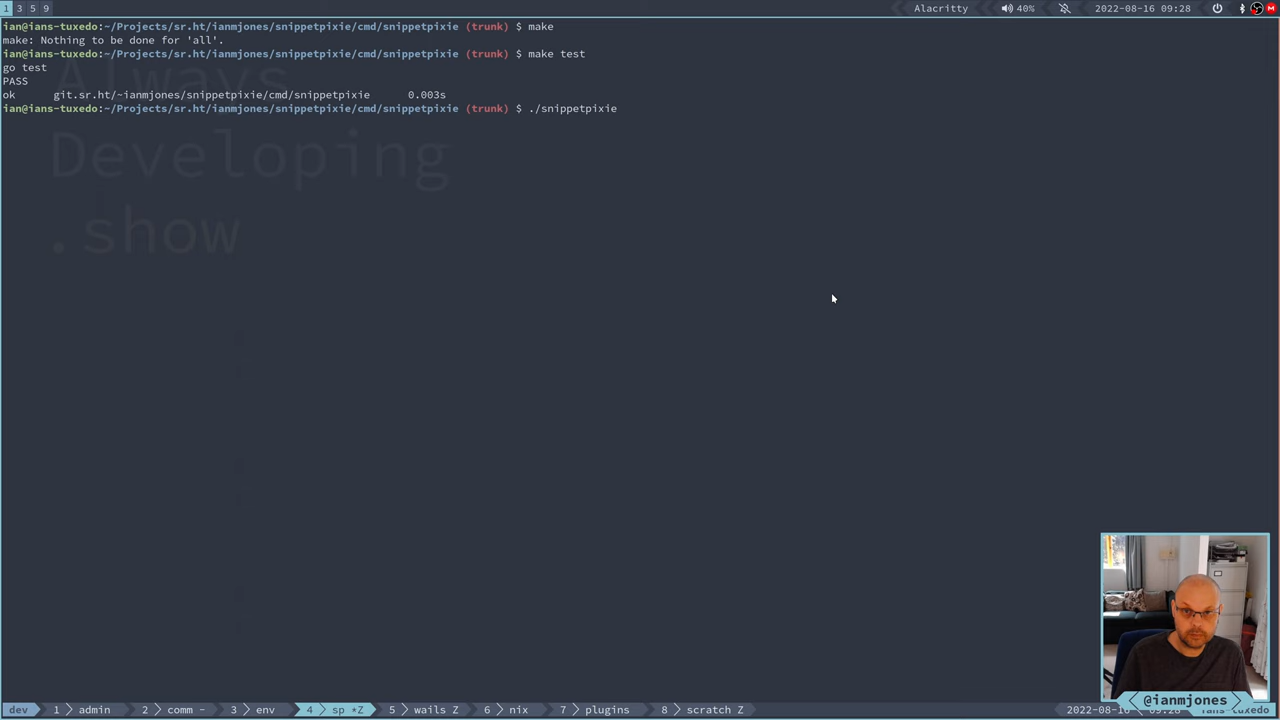 1 3 5 9
Alacritty
40%
2022-08-16 09:28
ian@ians-tuxedo:~/Projects/sr.ht/ianmjones/snippetpixie/cmd/snippetpixie (trunk) $ make
make: Nothing to be done for 'all'.
ian@ians-tuxedo:~/Projects/sr.ht/ianmjones/snippetpixie/cmd/snippetpixie (trunk) $ make test
go test
PASS
ok git.sr.ht/~ianmjones/snippetpixie/cmd/snippetpixie 0.003s
ian@ians-tuxedo:~/Projects/sr.ht/ianmjones/snippetpixie/cmd/snippetpixie (trunk) $ ./snippetpixie
Always
Developing
.show
@ianmjones
dev 1 admin 2 comm - 3 env 4 sp *Z 5 wails Z 6 nix 7 plugins 8 scratch Z